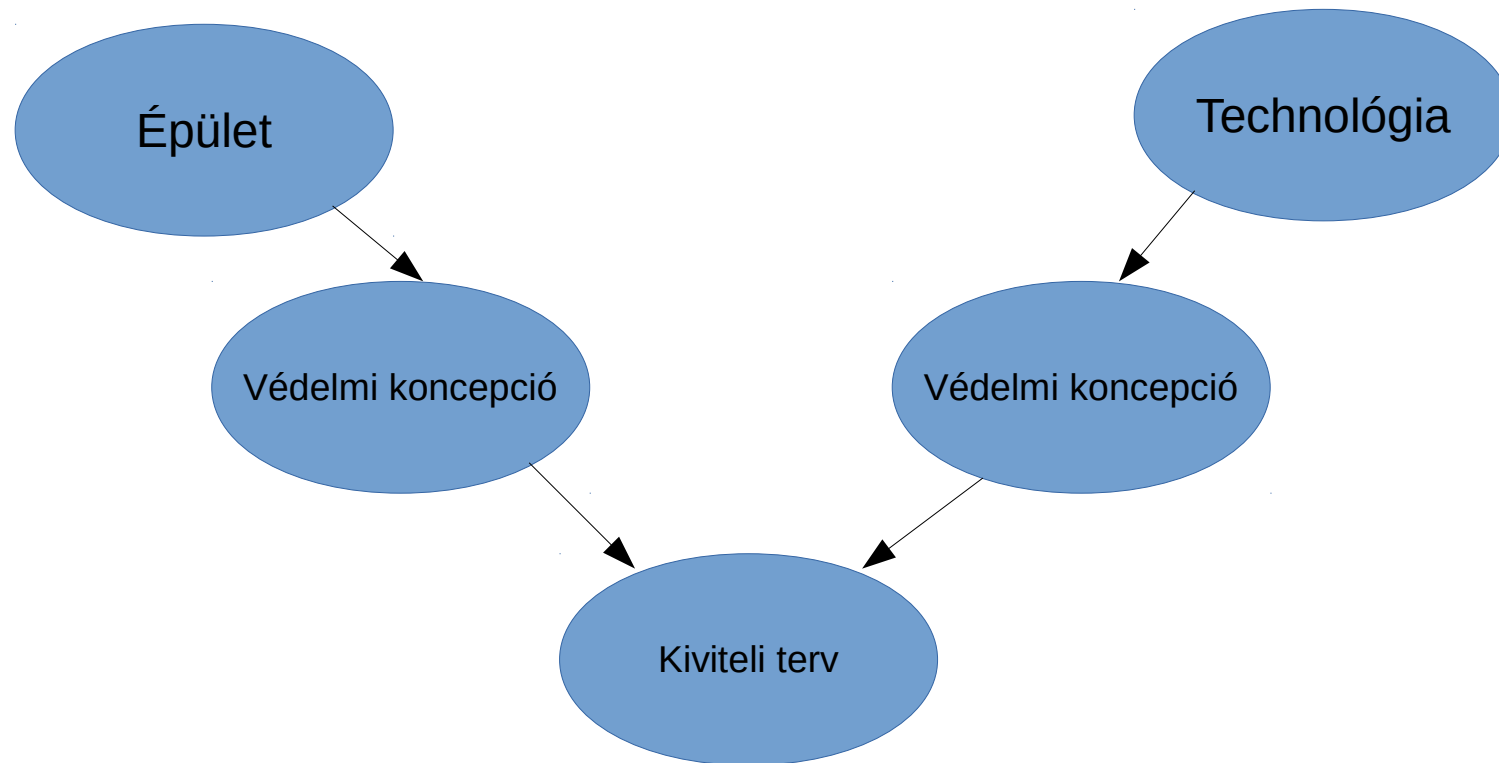 Épület
Technológia
Védelmi koncepció
Védelmi koncepció
Kiviteli terv